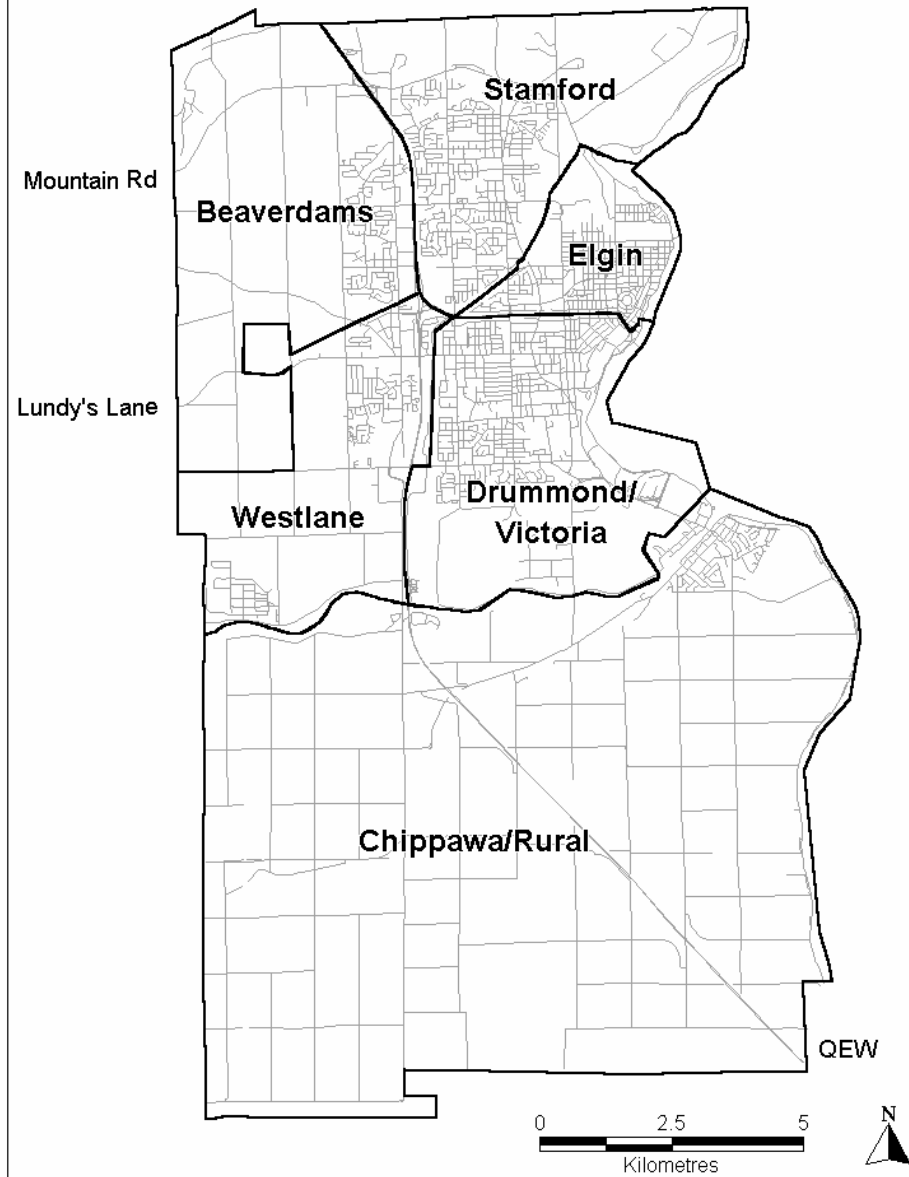 Stamford
Mountain Rd
Beaverdams
Elgin
Lundy's Lane
Drummond/
Victoria
Westlane
Chippawa/Rural
QEW
0 2.5 5
Kilometres
N